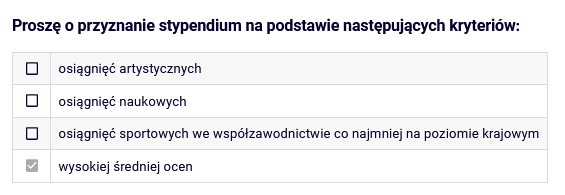 Proszę o przyznanie stypendium na podstawie następujących kryteriów:
osiągnięć artystycznych
osiągnięć naukowych
osiągnięć sportowych we współzawodnictwie co najmniej na poziomie krajowym
wysokiej średniej ocen